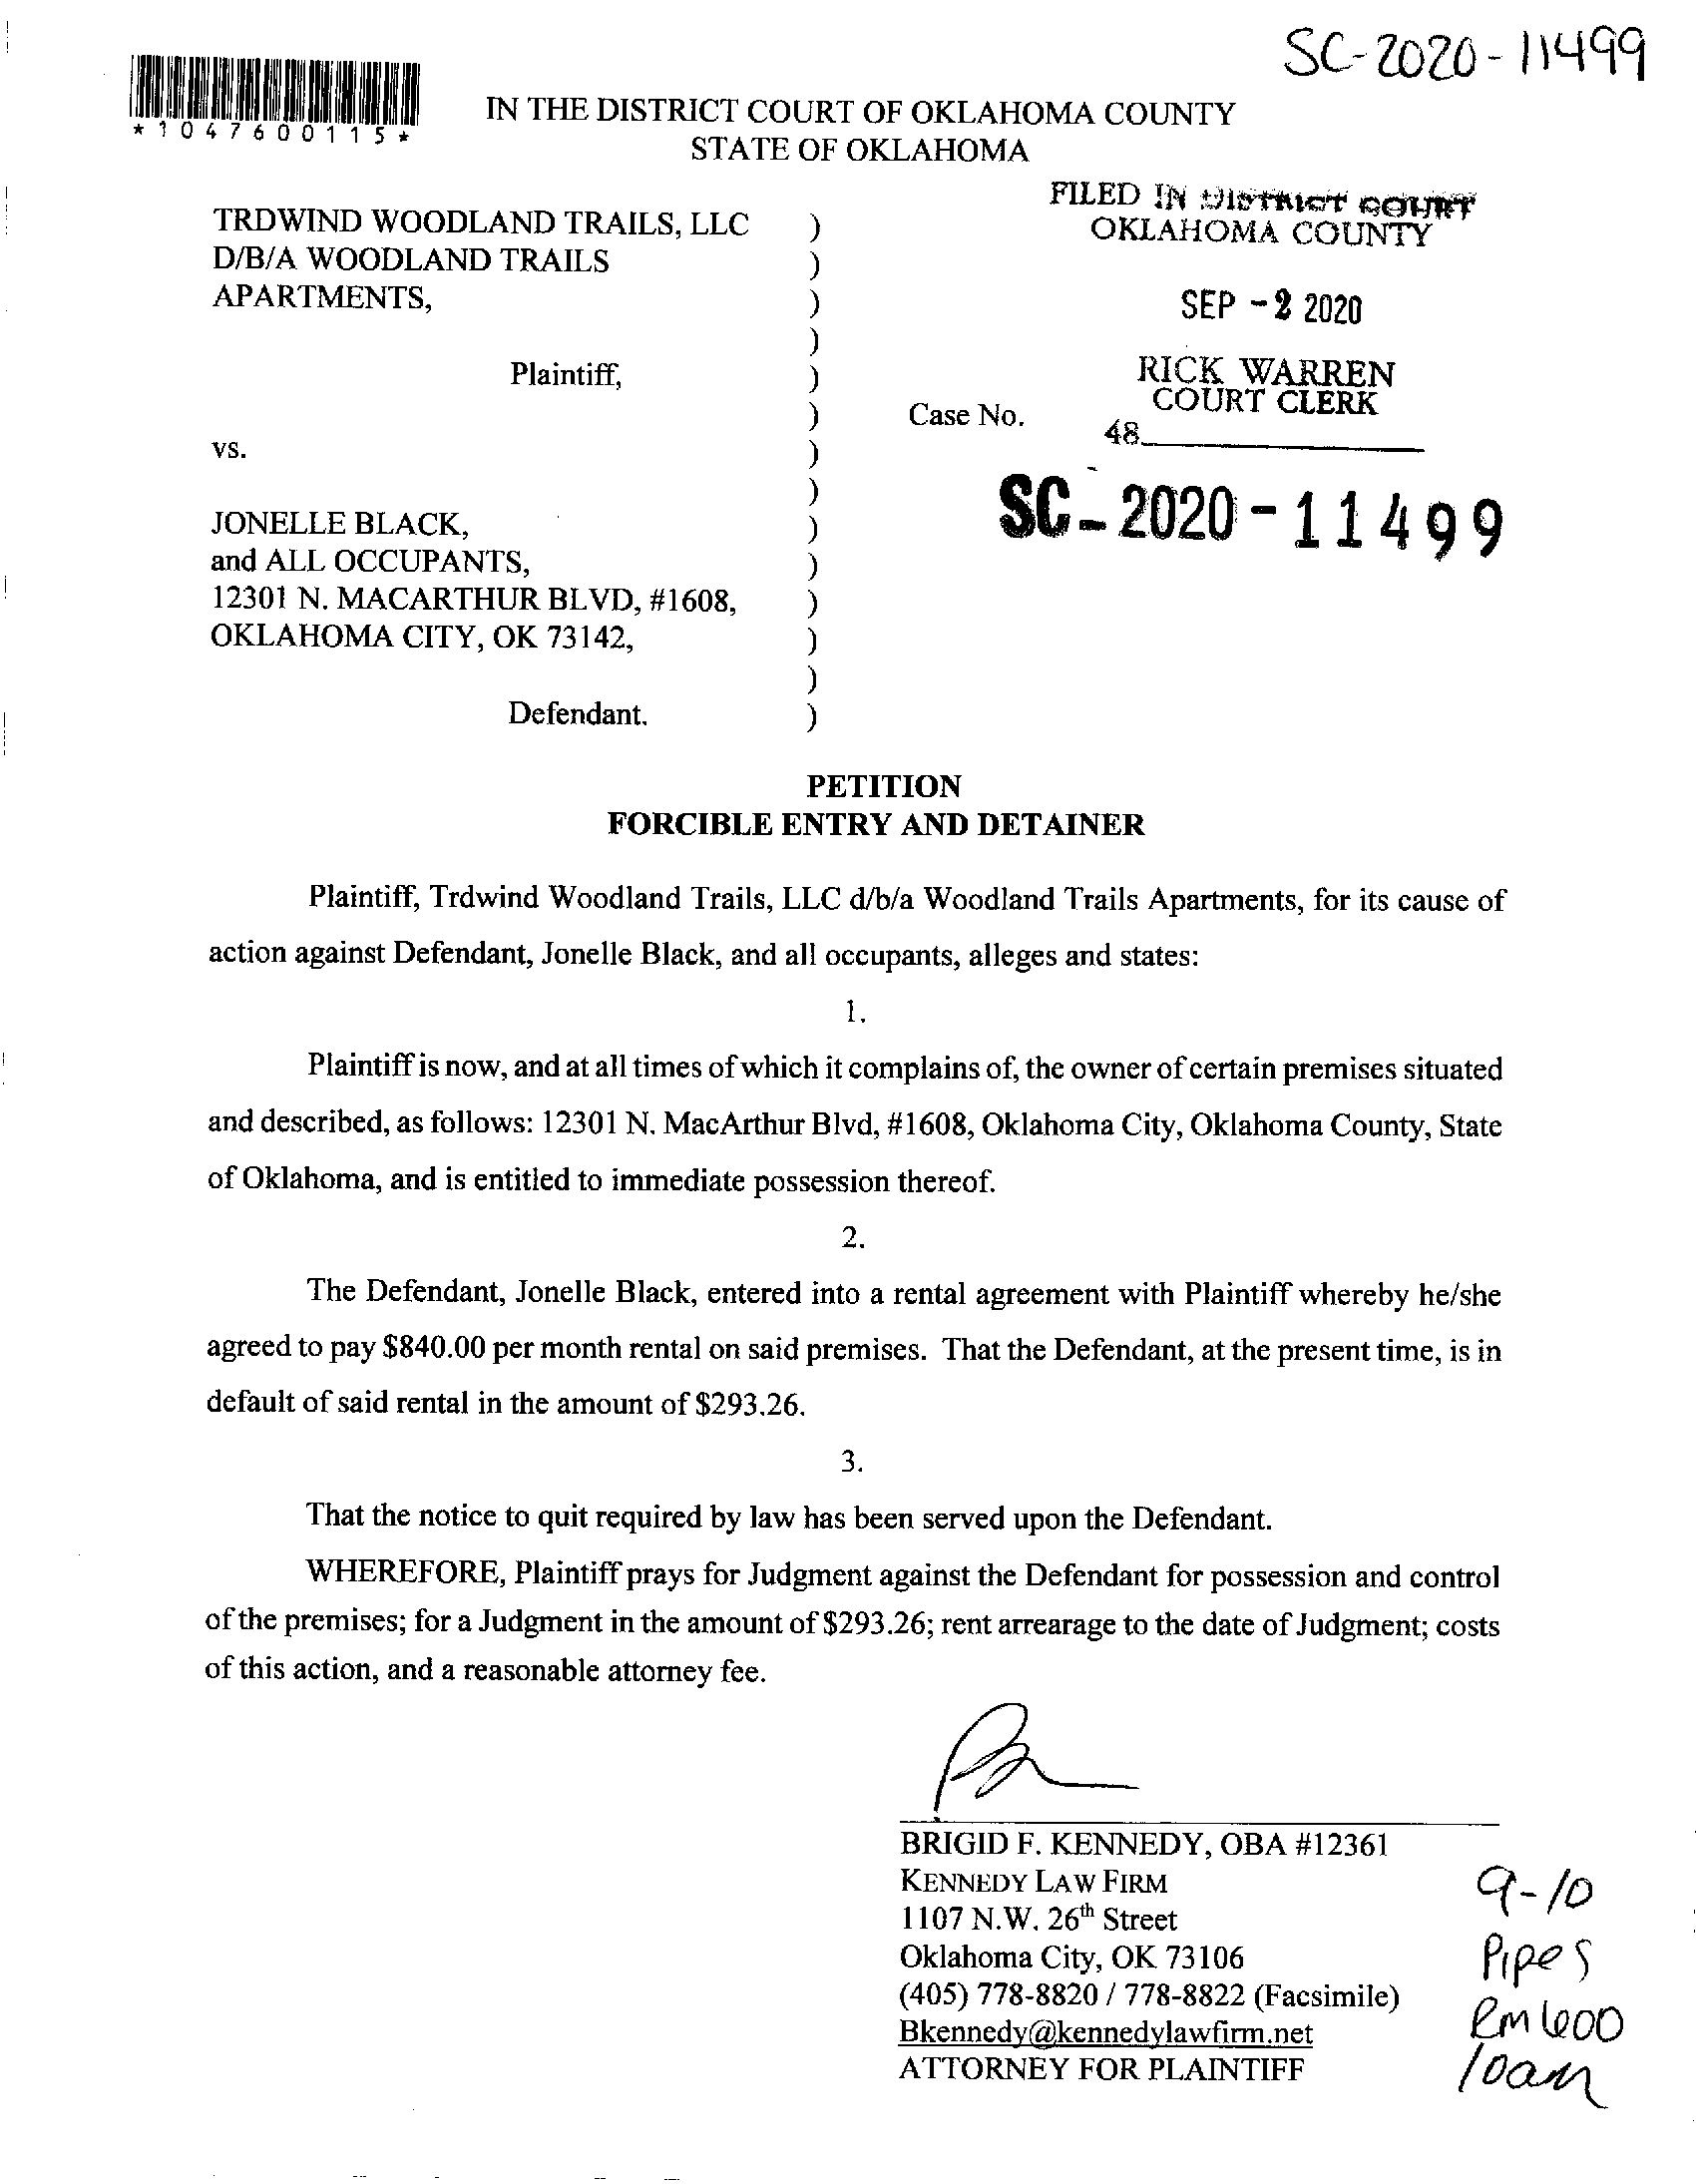 SC-2020-11499
*1047600115*
IN THE DISTRICT COURT OF OKLAHOMA COUNTY
STATE OF OKLAHOMA
FILED IN DISTRICT COURT
OKLAHOMA COUNTY
SEP -2 2020
RICK WARREN
COURT CLERK
48
TRDWIND WOODLAND TRAILS, LLC )
D/B/A WOODLAND TRAILS )
APARTMENTS, )
)
Plaintiff, )
) Case No.
vs. )
) SC-2020-11499
JONELLE BLACK, )
and ALL OCCUPANTS, )
12301 N. MACARTHUR BLVD, #1608, )
OKLAHOMA CITY, OK 73142, )
)
Defendant. )
PETITION
FORCIBLE ENTRY AND DETAINER
Plaintiff, Trdwind Woodland Trails, LLC d/b/a Woodland Trails Apartments, for its cause of
action against Defendant, Jonelle Black, and all occupants, alleges and states:
1.
Plaintiff is now, and at all times of which it complains of, the owner of certain premises situated
and described, as follows: 12301 N. MacArthur Blvd, #1608, Oklahoma City, Oklahoma County, State
of Oklahoma, and is entitled to immediate possession thereof.
2.
The Defendant, Jonelle Black, entered into a rental agreement with Plaintiff whereby he/she
agreed to pay $840.00 per month rental on said premises. That the Defendant, at the present time, is in
default of said rental in the amount of $293.26.
3.
That the notice to quit required by law has been served upon the Defendant.
WHEREFORE, Plaintiff prays for Judgment against the Defendant for possession and control
of the premises; for a Judgment in the amount of $293.26; rent arrearage to the date of Judgment; costs
of this action, and a reasonable attorney fee.
BRIGID F. KENNEDY, OBA #12361
KENNEDY LAW FIRM
1107 N.W. 26th Street
Oklahoma City, OK 73106
(405) 778-8820 / 778-8822 (Facsimile)
Bkennedy@kennedylawfirm.net
ATTORNEY FOR PLAINTIFF
9-10
Pipes
Rm 600
10am